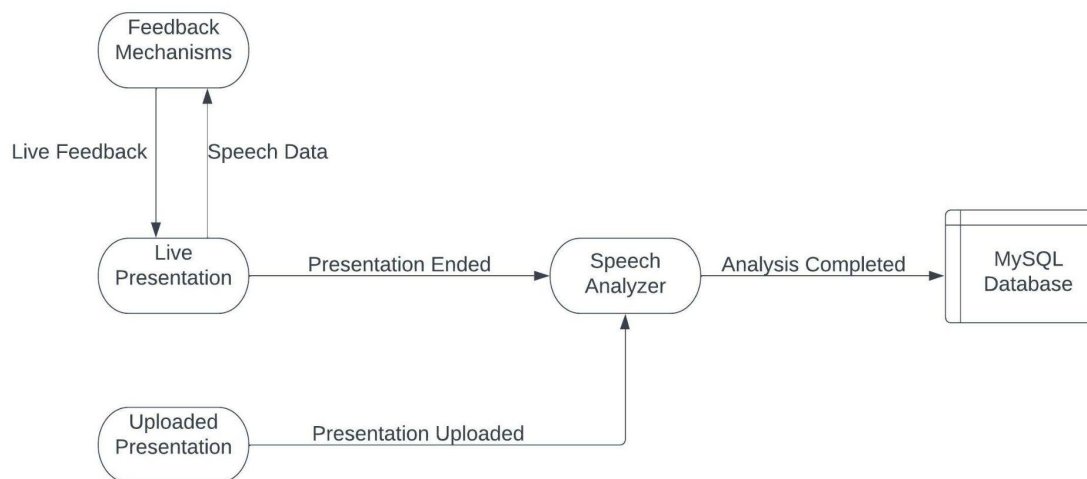 Feedback
Mechanisms
Live Feedback
Speech Data
Live
Presentation
Presentation Ended
Speech
Analyzer
Analysis Completed
MySQL
Database
Uploaded
Presentation
Presentation Uploaded